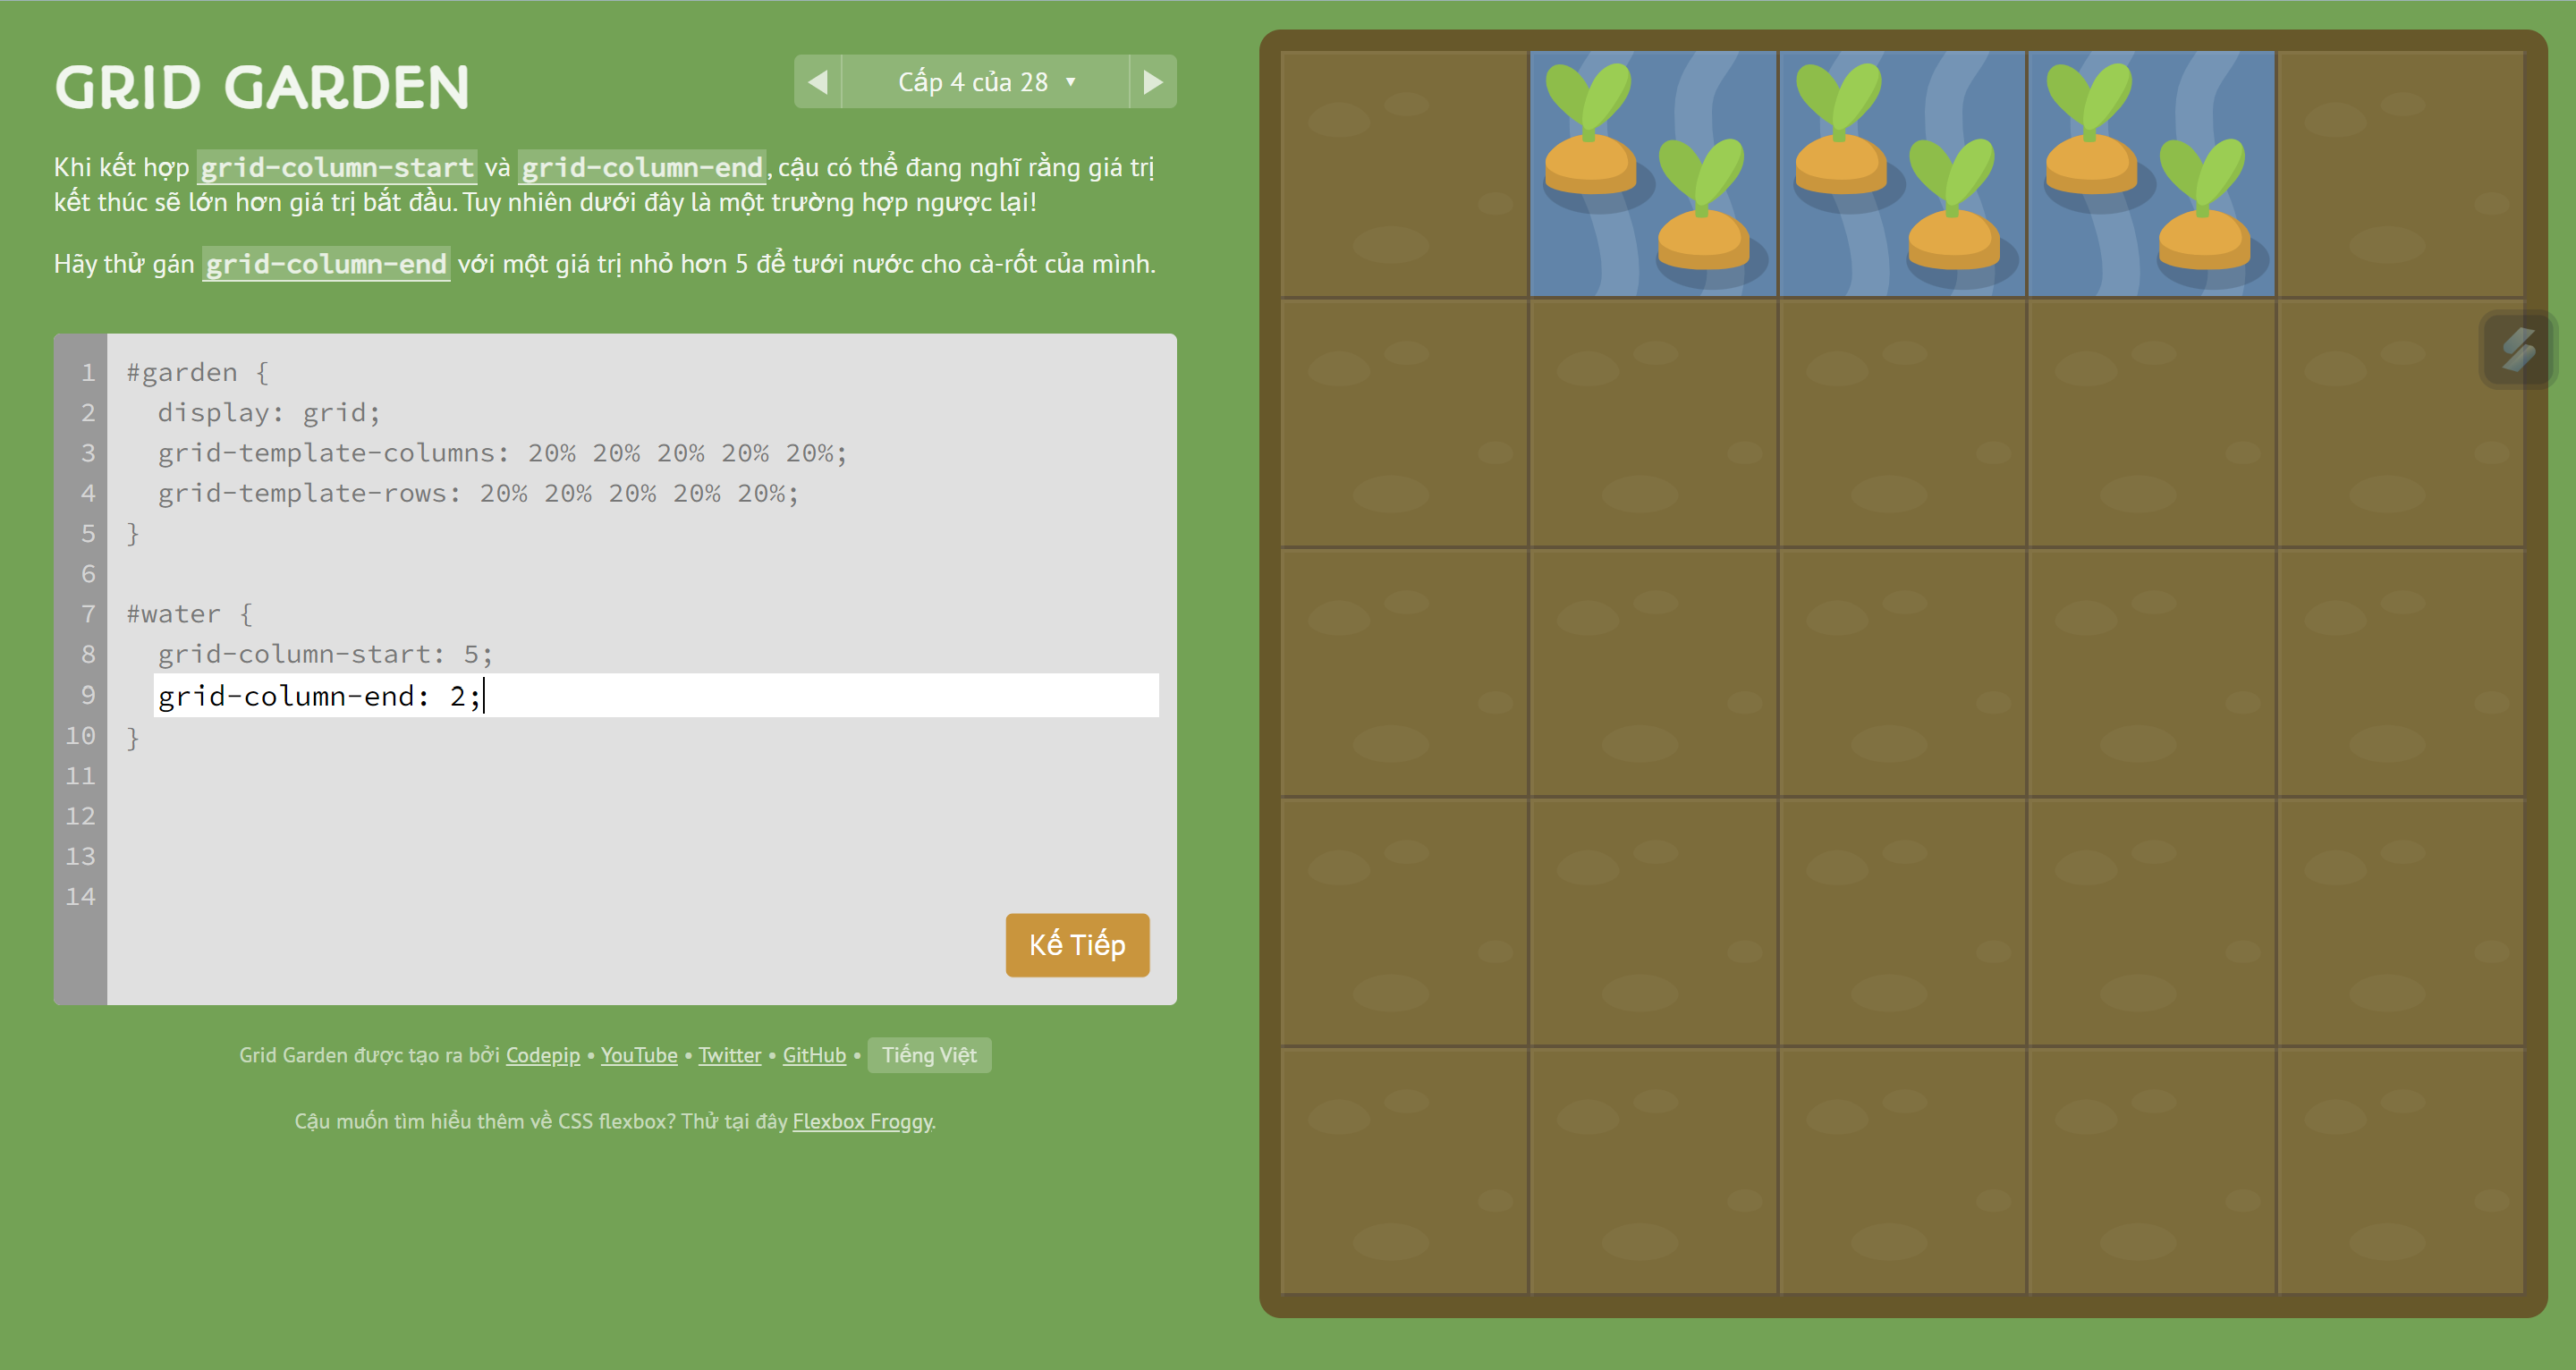 GRID GARDEN
Cấp 4 của 28 ▼
Khi kết hợp grid-column-start và grid-column-end, cậu có thể đang nghĩ rằng giá trị
kết thúc sẽ lớn hơn giá trị bắt đầu. Tuy nhiên dưới đây là một trường hợp ngược lại!
Hãy thử gán grid-column-end với một giá trị nhỏ hơn 5 để tưới nước cho cà-rốt của mình.
1 #garden {
2 display: grid;
3 grid-template-columns: 20% 20% 20% 20% 20%;
4 grid-template-rows: 20% 20% 20% 20% 20%;
5 }
6
7 #water {
8 grid-column-start: 5;
9 grid-column-end: 2;
10 }
11
12
13
14
Kế Tiếp
Grid Garden được tạo ra bởi Codepip • YouTube • Twitter • GitHub • Tiếng Việt
Cậu muốn tìm hiểu thêm về CSS flexbox? Thử tại đây Flexbox Froggy.